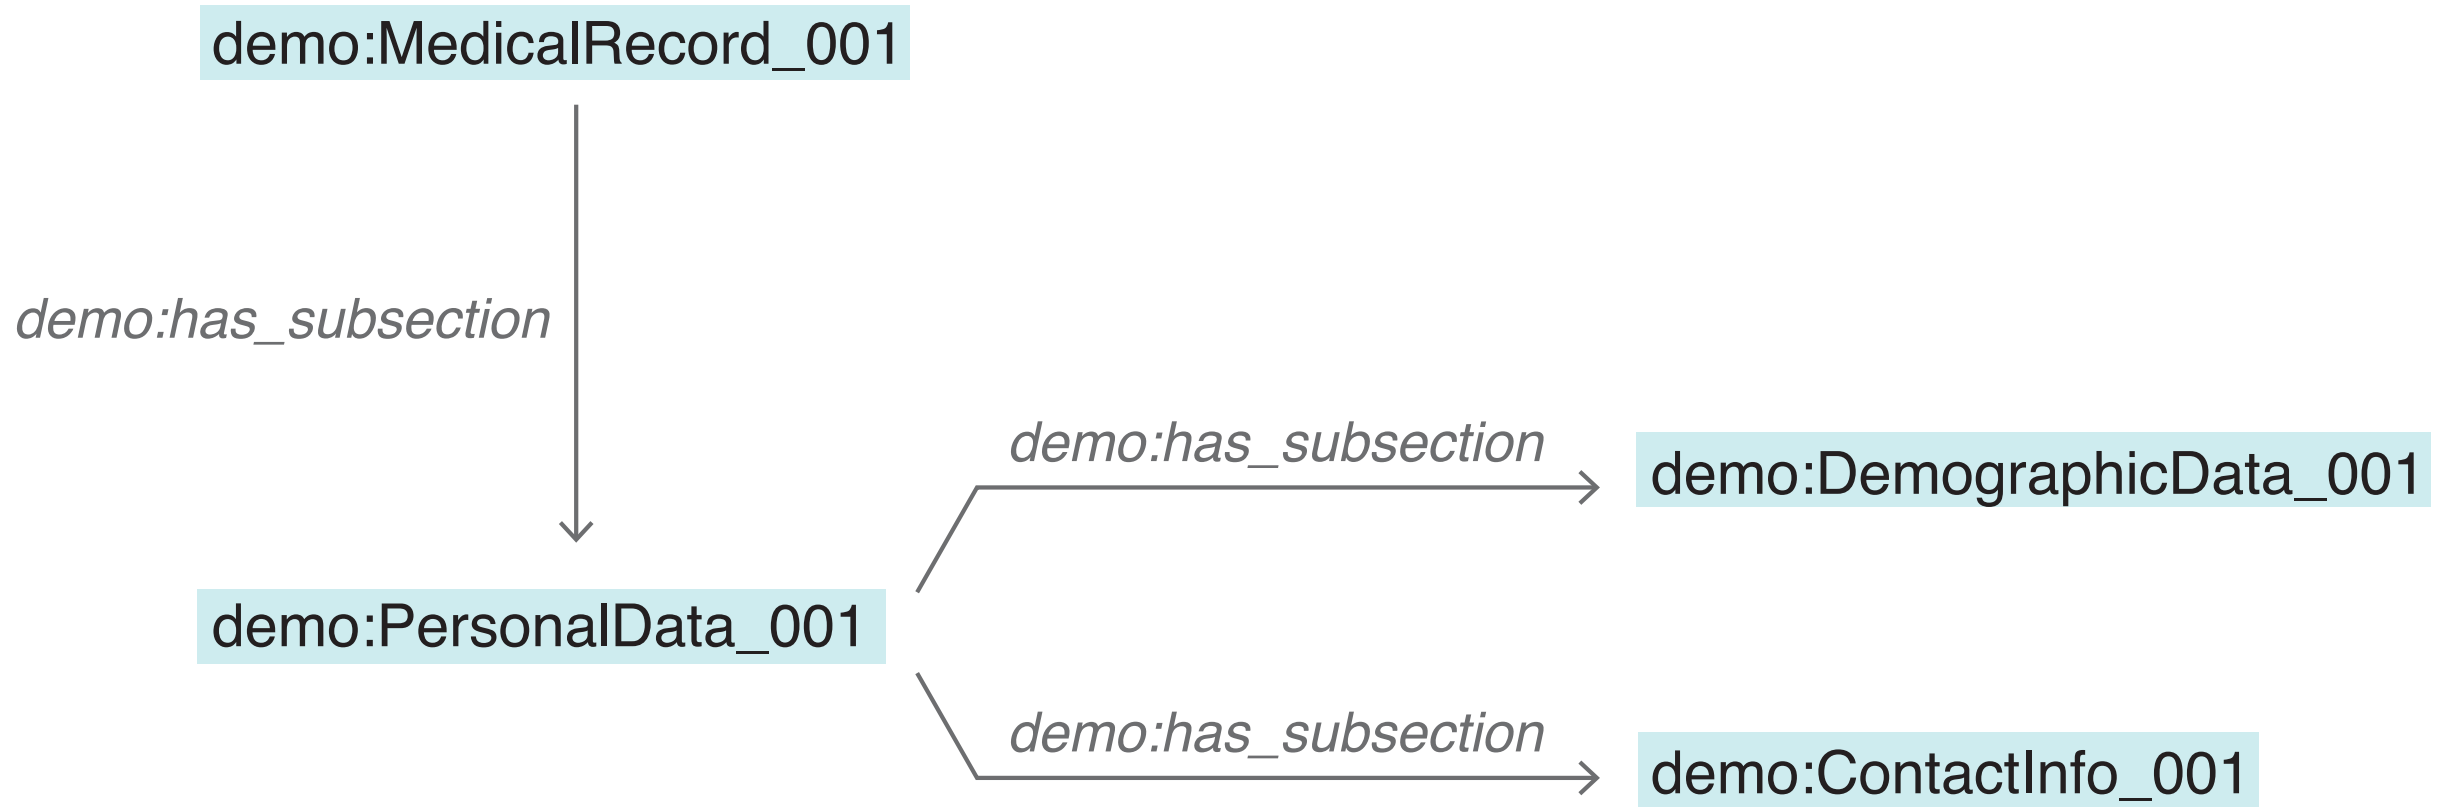 demo:MedicalRecord_001
demo:has_subsection
demo:has_subsection
demo:DemographicData_001
demo:PersonalData_001
demo:has_subsection
demo:ContactInfo_001